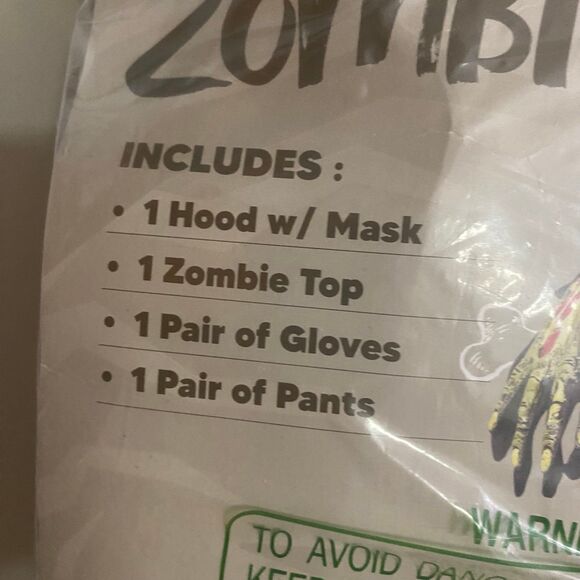 INCLUDES :
• 1 Hood w/ Mask
• 1 Zombie Top
• 1 Pair of Gloves
• 1 Pair of Pants
TO AVOID